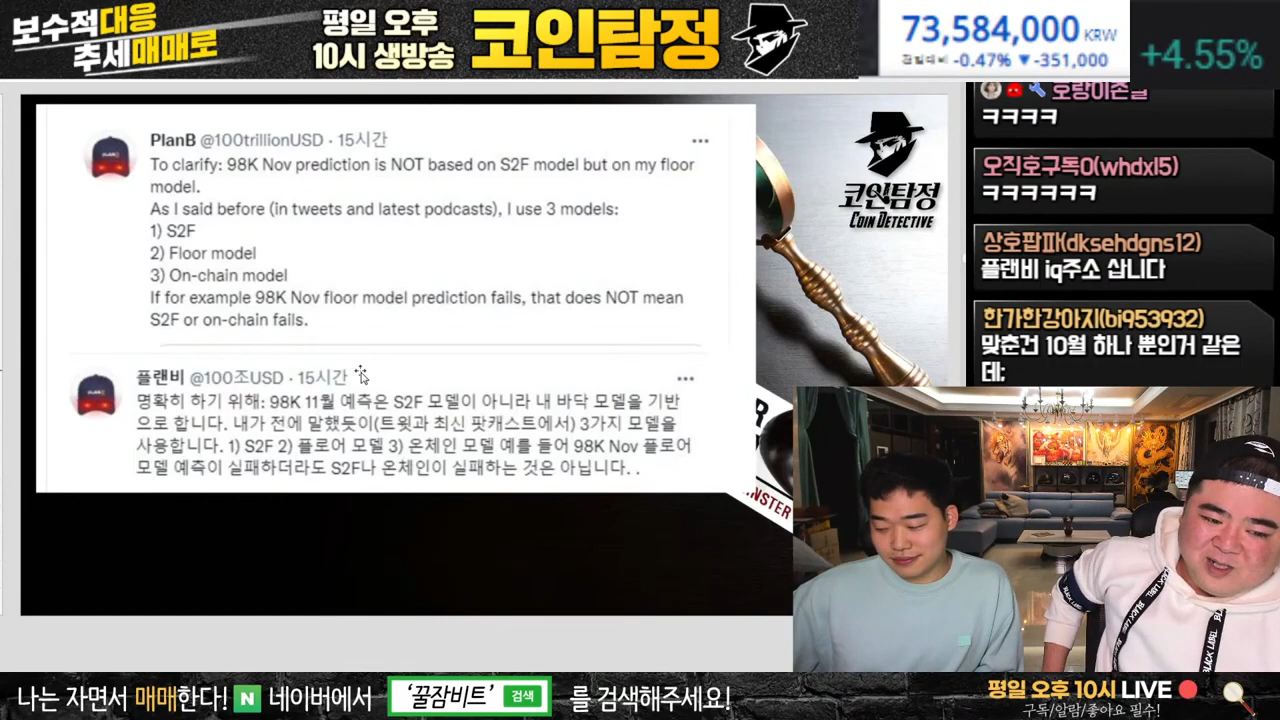 보수적대응
추세매매로
평일 오후
10시 생방송
코인탐정
73,584,000 KRW
전일대비 -0.47% ▼-351,000
+4.55%
PlanB @100trillionUSD · 15시간
To clarify: 98K Nov prediction is NOT based on S2F model but on my floor
model.
As I said before (in tweets and latest podcasts), I use 3 models:
1) S2F
2) Floor model
3) On-chain model
If for example 98K Nov floor model prediction fails, that does NOT mean
S2F or on-chain fails.
플랜비 @100조USD · 15시간
명확히 하기 위해: 98K 11월 예측은 S2F 모델이 아니라 내 바닥 모델을 기반
으로 합니다. 내가 전에 말했듯이(트윗과 최신 팟캐스트에서) 3가지 모델을
사용합니다. 1) S2F 2) 플로어 모델 3) 온체인 모델 예를 들어 98K Nov 플로어
모델 예측이 실패하더라도 S2F나 온체인이 실패하는 것은 아닙니다. .
코인탐정
COIN DETECTIVE
호랑이손질
ㅋㅋㅋㅋ
오직호구독0(whdxl5)
ㅋㅋㅋㅋㅋㅋ
상호팝파(dksehdgns12)
플랜비 iq주소 삽니다
한가한강아지(bi953932)
맞춘건 10월 하나 뿐인거 같은
데;
BLACK LABEL
BLACK LABEL
나는 자면서 매매한다! N 네이버에서 '꿀잠비트' 검색 를 검색해주세요!
평일 오후 10시 LIVE
구독/알람/좋아요 필수!